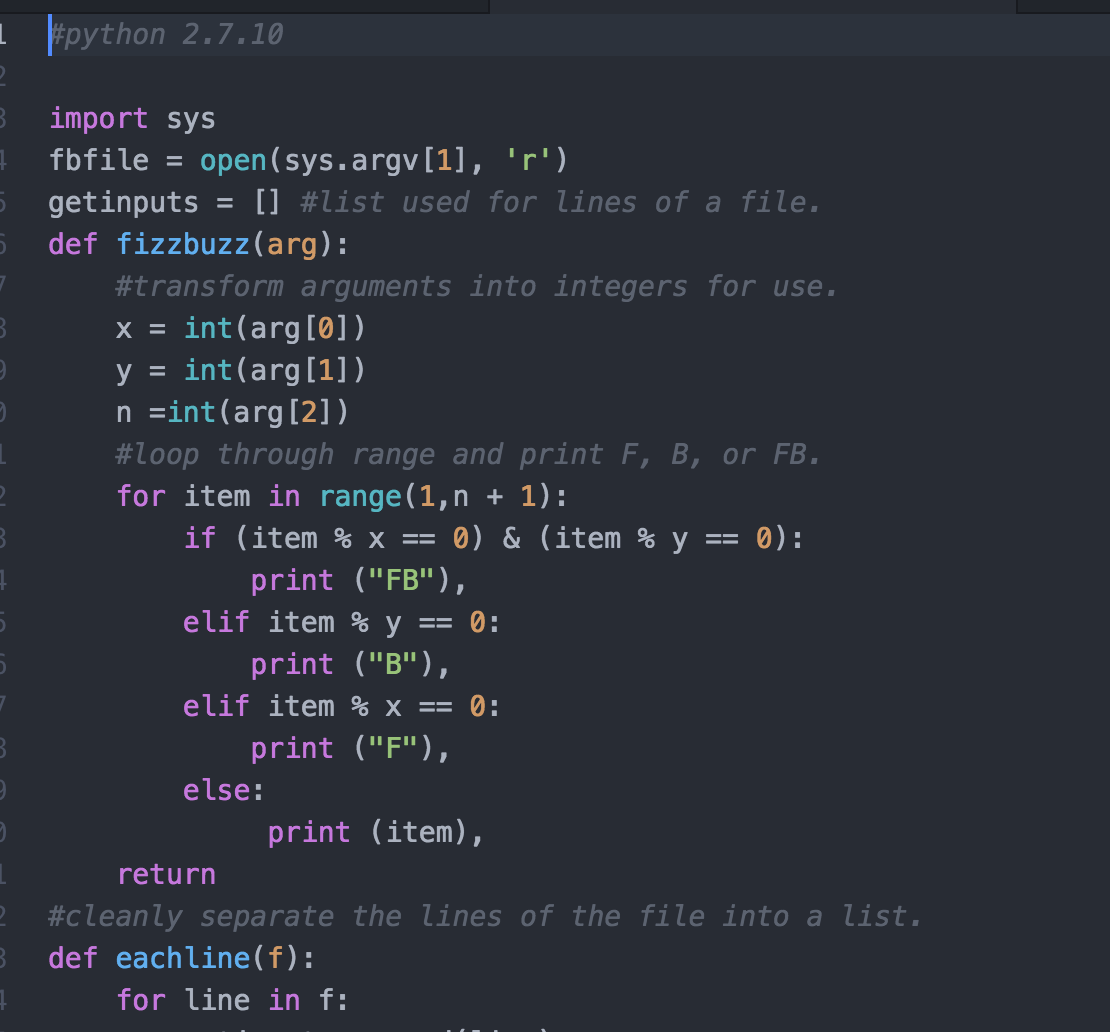 1 #python 2.7.10
2
3 import sys
4 fbfile = open(sys.argv[1], 'r')
5 getinputs = [] #list used for lines of a file.
6 def fizzbuzz(arg):
7     #transform arguments into integers for use.
8     x = int(arg[0])
9     y = int(arg[1])
0     n =int(arg[2])
1     #loop through range and print F, B, or FB.
2     for item in range(1,n + 1):
3         if (item % x == 0) & (item % y == 0):
4             print ("FB"),
5         elif item % y == 0:
6             print ("B"),
7         elif item % x == 0:
8             print ("F"),
9         else:
0              print (item),
1     return
2 #cleanly separate the lines of the file into a list.
3 def eachline(f):
4     for line in f: